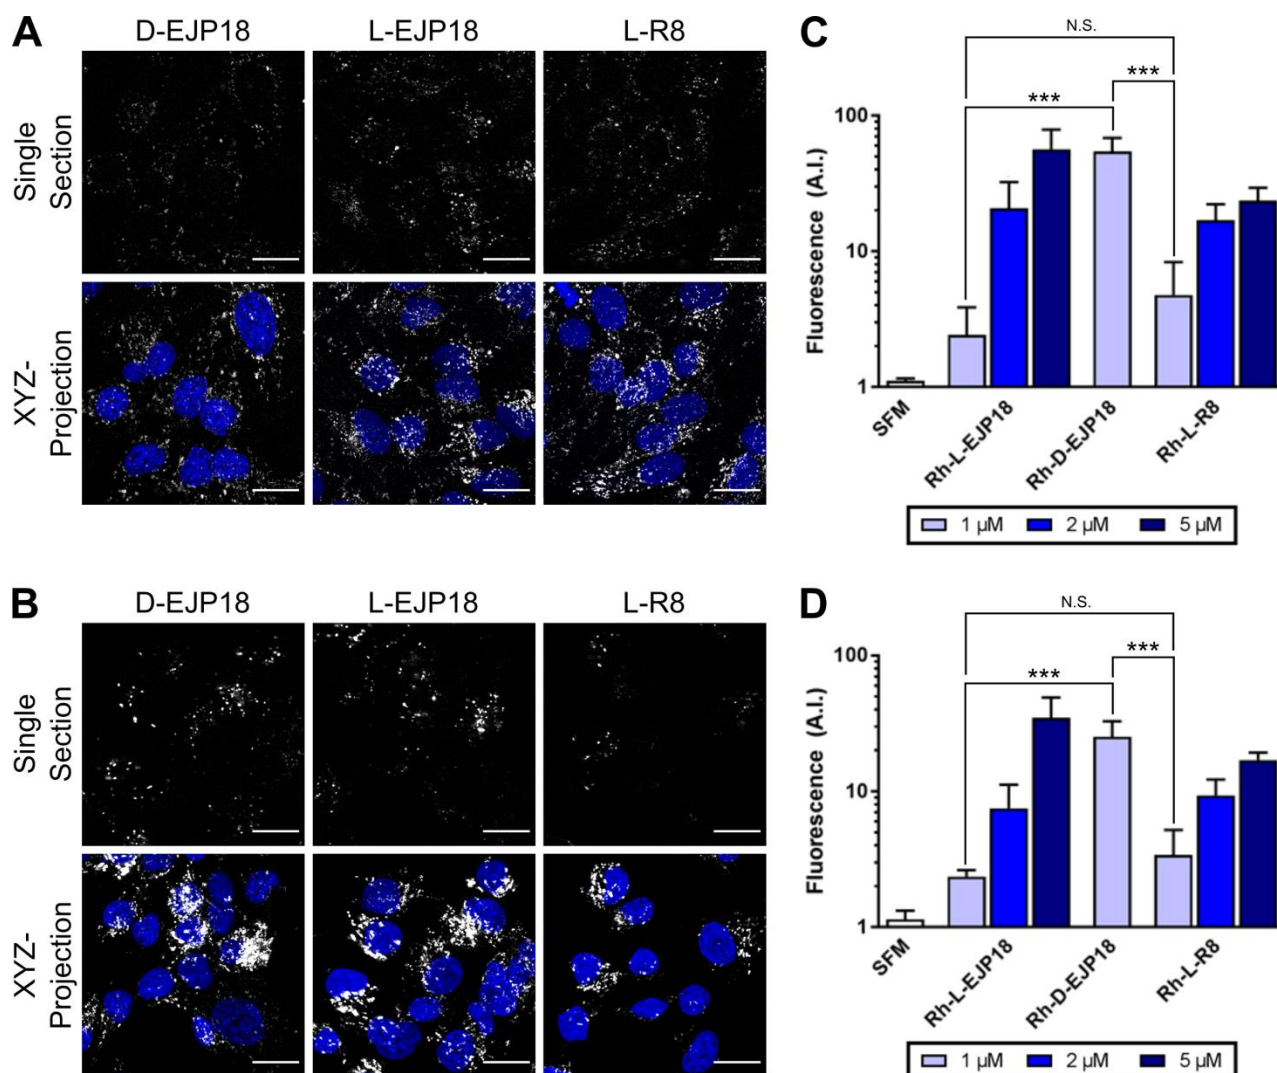 A
D-EJP18
L-EJP18
L-R8
Single
Section
XYZ-
Projection
B
D-EJP18
L-EJP18
L-R8
Single
Section
XYZ-
Projection
C
N.S.
***
***
100
10
1
Fluorescence (A.I.)
SFM
Rh-L-EJP18
Rh-D-EJP18
Rh-L-R8
1 µM
2 µM
5 µM
D
N.S.
***
***
100
10
1
Fluorescence (A.I.)
SFM
Rh-L-EJP18
Rh-D-EJP18
Rh-L-R8
1 µM
2 µM
5 µM